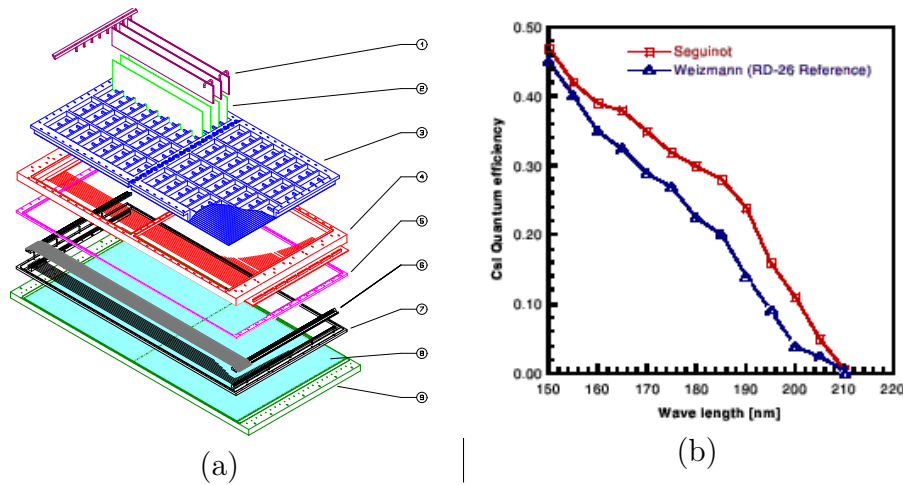 1
2
3
4
5
6
7
8
9
(a)
0.50
0.40
0.30
0.20
0.10
0.00
CsI Quantum efficiency
Seguinot
Weizmann (RD-26 Reference)
150 160 170 180 190 200 210 220
Wave length [nm]
(b)